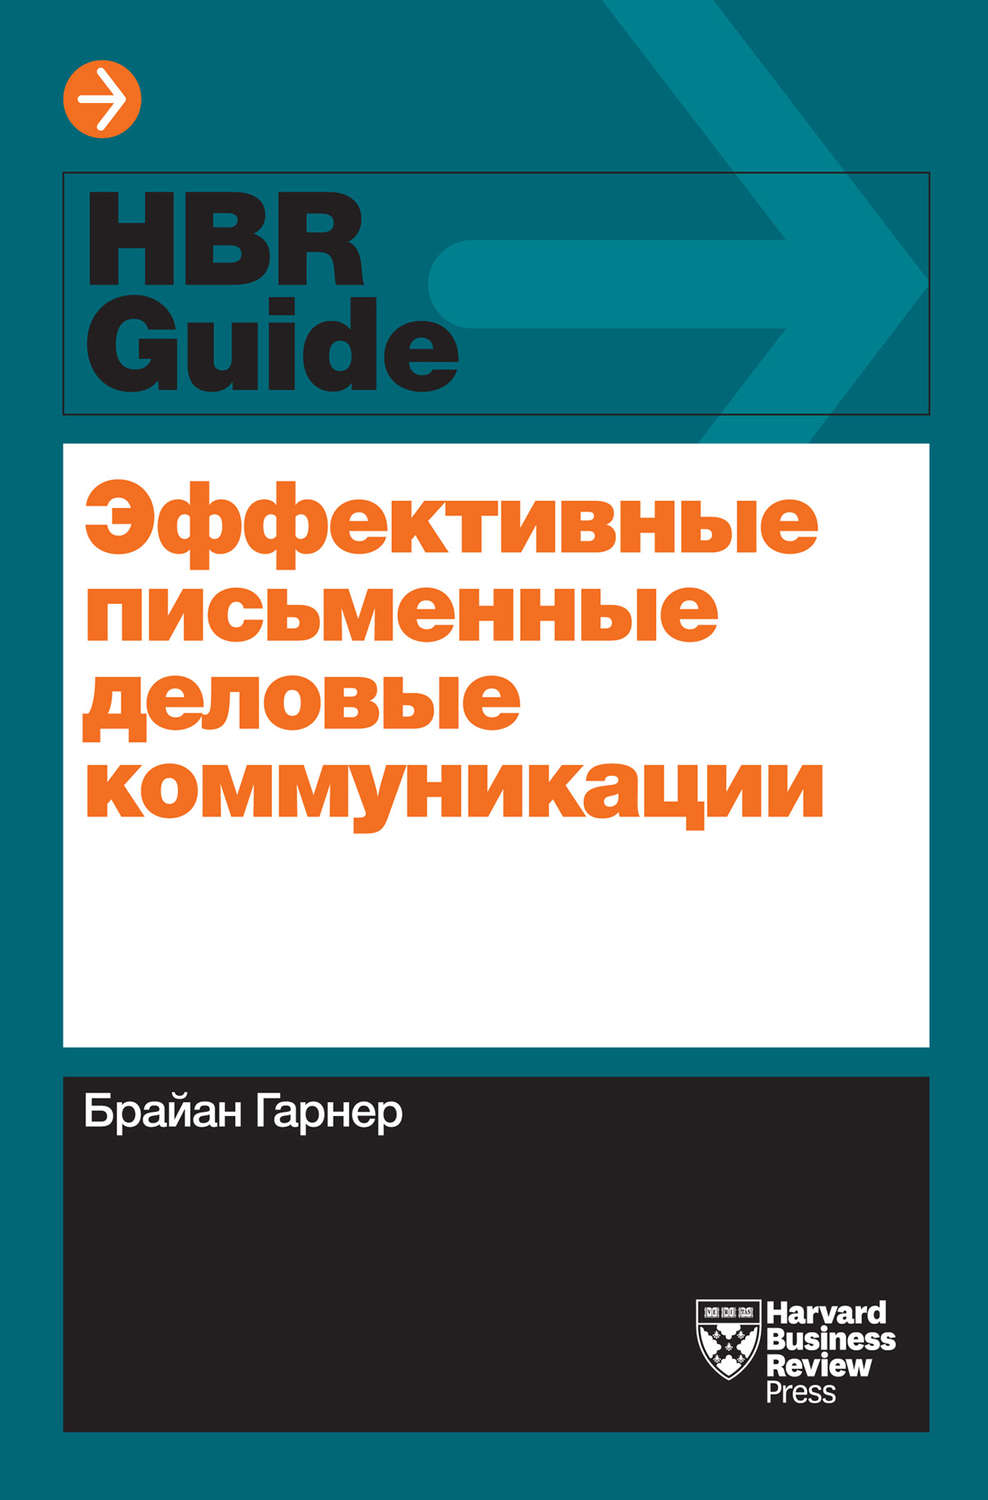 HBR
Guide
Эффективные
письменные
деловые
коммуникации
Брайан Гарнер
Harvard
Business
Review
Press